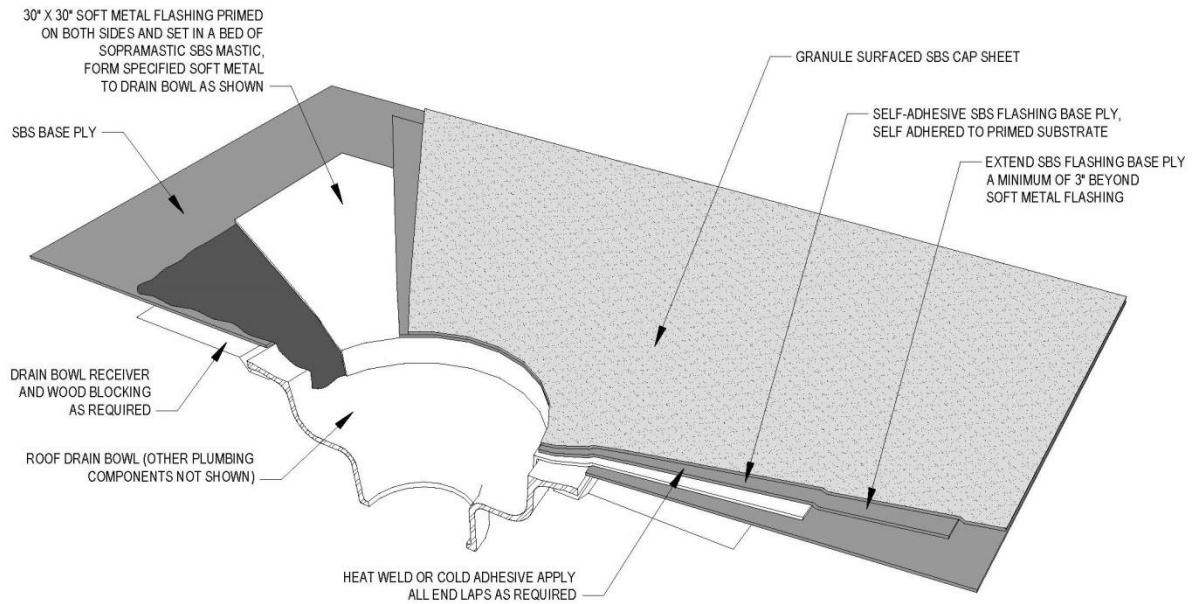 30" X 30" SOFT METAL FLASHING PRIMED
ON BOTH SIDES AND SET IN A BED OF
SOPRAMASTIC SBS MASTIC,
FORM SPECIFIED SOFT METAL
TO DRAIN BOWL AS SHOWN
SBS BASE PLY
DRAIN BOWL RECEIVER
AND WOOD BLOCKING
AS REQUIRED
ROOF DRAIN BOWL (OTHER PLUMBING
COMPONENTS NOT SHOWN)
HEAT WELD OR COLD ADHESIVE APPLY
ALL END LAPS AS REQUIRED
GRANULE SURFACED SBS CAP SHEET
SELF-ADHESIVE SBS FLASHING BASE PLY,
SELF ADHERED TO PRIMED SUBSTRATE
EXTEND SBS FLASHING BASE PLY
A MINIMUM OF 3" BEYOND
SOFT METAL FLASHING